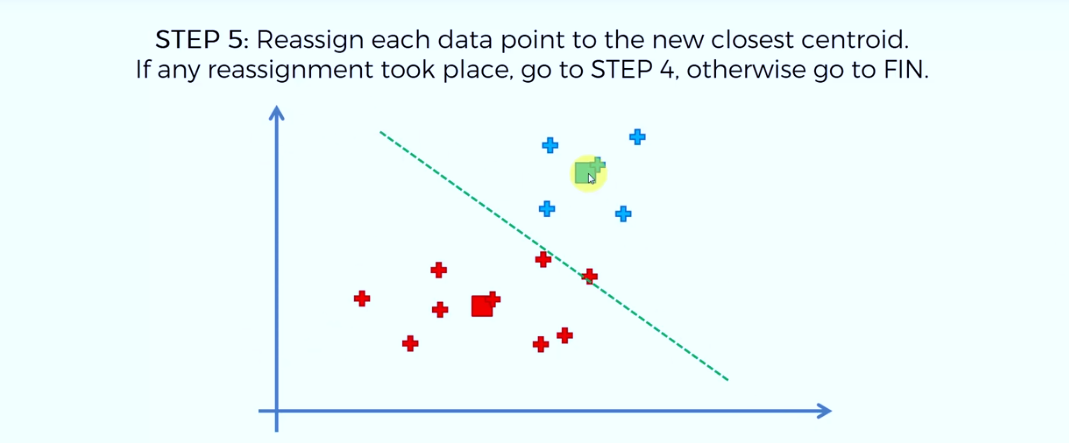 STEP 5: Reassign each data point to the new closest centroid.
If any reassignment took place, go to STEP 4, otherwise go to FIN.